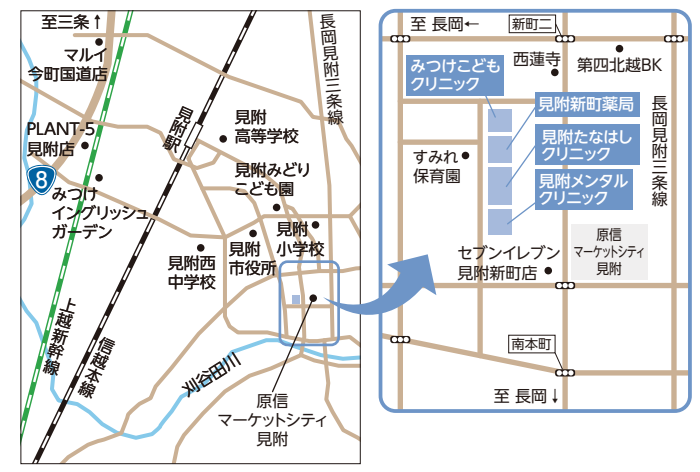 至三条↑
マルイ
今町国道店
長岡見附三条線
PLANT-5
見附店
見附駅
見附
高等学校
8
みつけ
イングリッシュ
ガーデン
見附みどり
こども園
見附
小学校
見附西
中学校
見附
市役所
上越新幹線
信越本線
刈谷田川
原信
マーケットシティ
見附
至 長岡←
新町二
西蓮寺
第四北越BK
みつけこども
クリニック
見附新町薬局
見附たなはし
クリニック
見附メンタル
クリニック
長岡見附三条線
すみれ
保育園
セブンイレブン
見附新町店
原信
マーケットシティ
見附
南本町
至 長岡↓